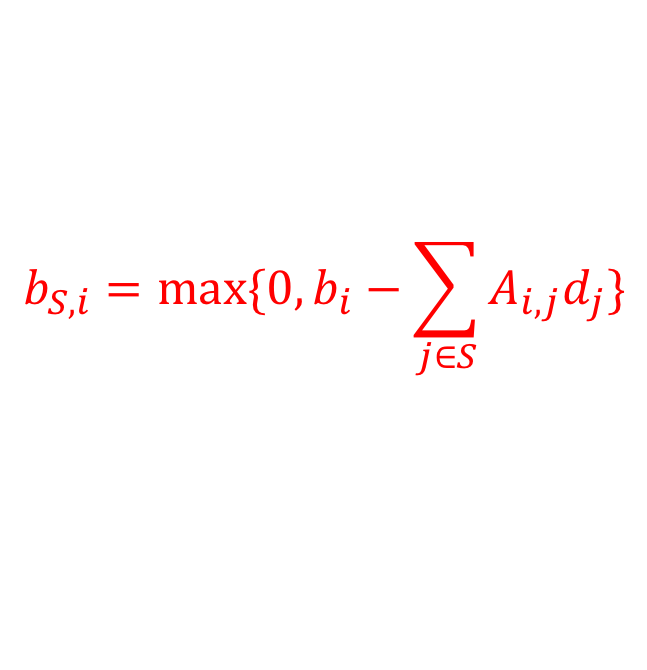 b_{S,i} = max{0, b_i − ∑_{j∈S} A_{i,j}d_j}